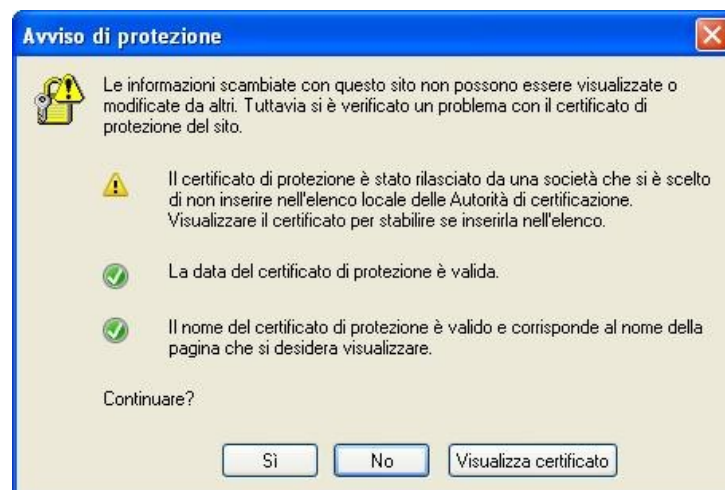 Avviso di protezione
Le informazioni scambiate con questo sito non possono essere visualizzate o
modificate da altri. Tuttavia si è verificato un problema con il certificato di
protezione del sito.
Il certificato di protezione è stato rilasciato da una società che si è scelto
di non inserire nell'elenco locale delle Autorità di certificazione.
Visualizzare il certificato per stabilire se inserirla nell'elenco.
La data del certificato di protezione è valida.
Il nome del certificato di protezione è valido e corrisponde al nome della
pagina che si desidera visualizzare.
Continuare?
Sì No Visualizza certificato